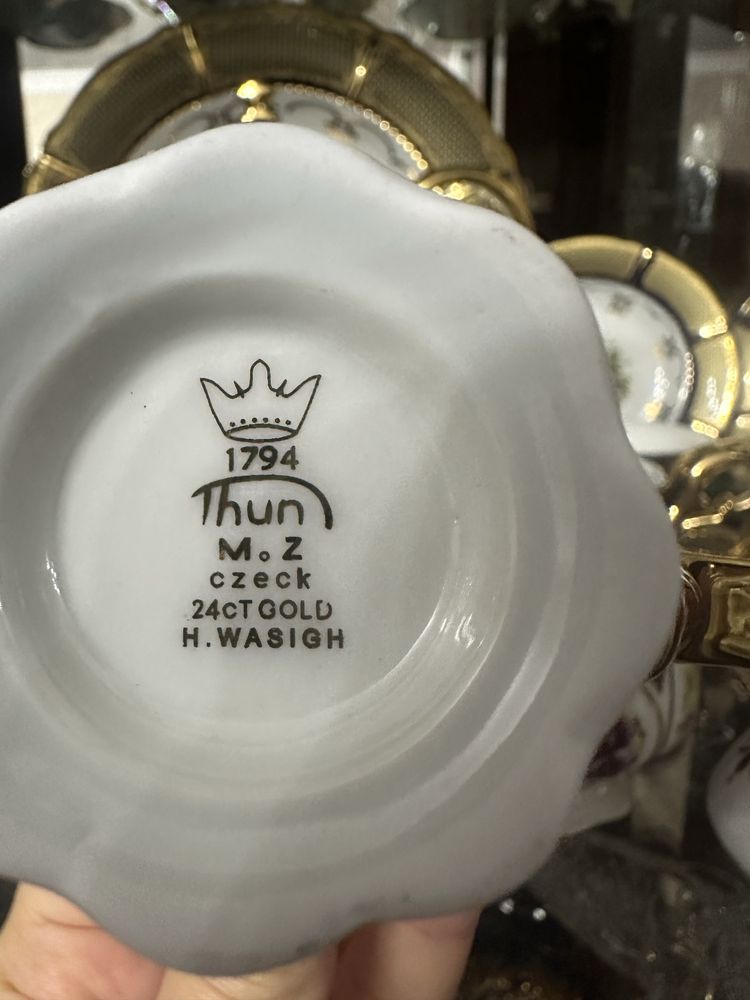 1794
Thun
M. Z
czeck
24cT GOLD
H. WASIGH